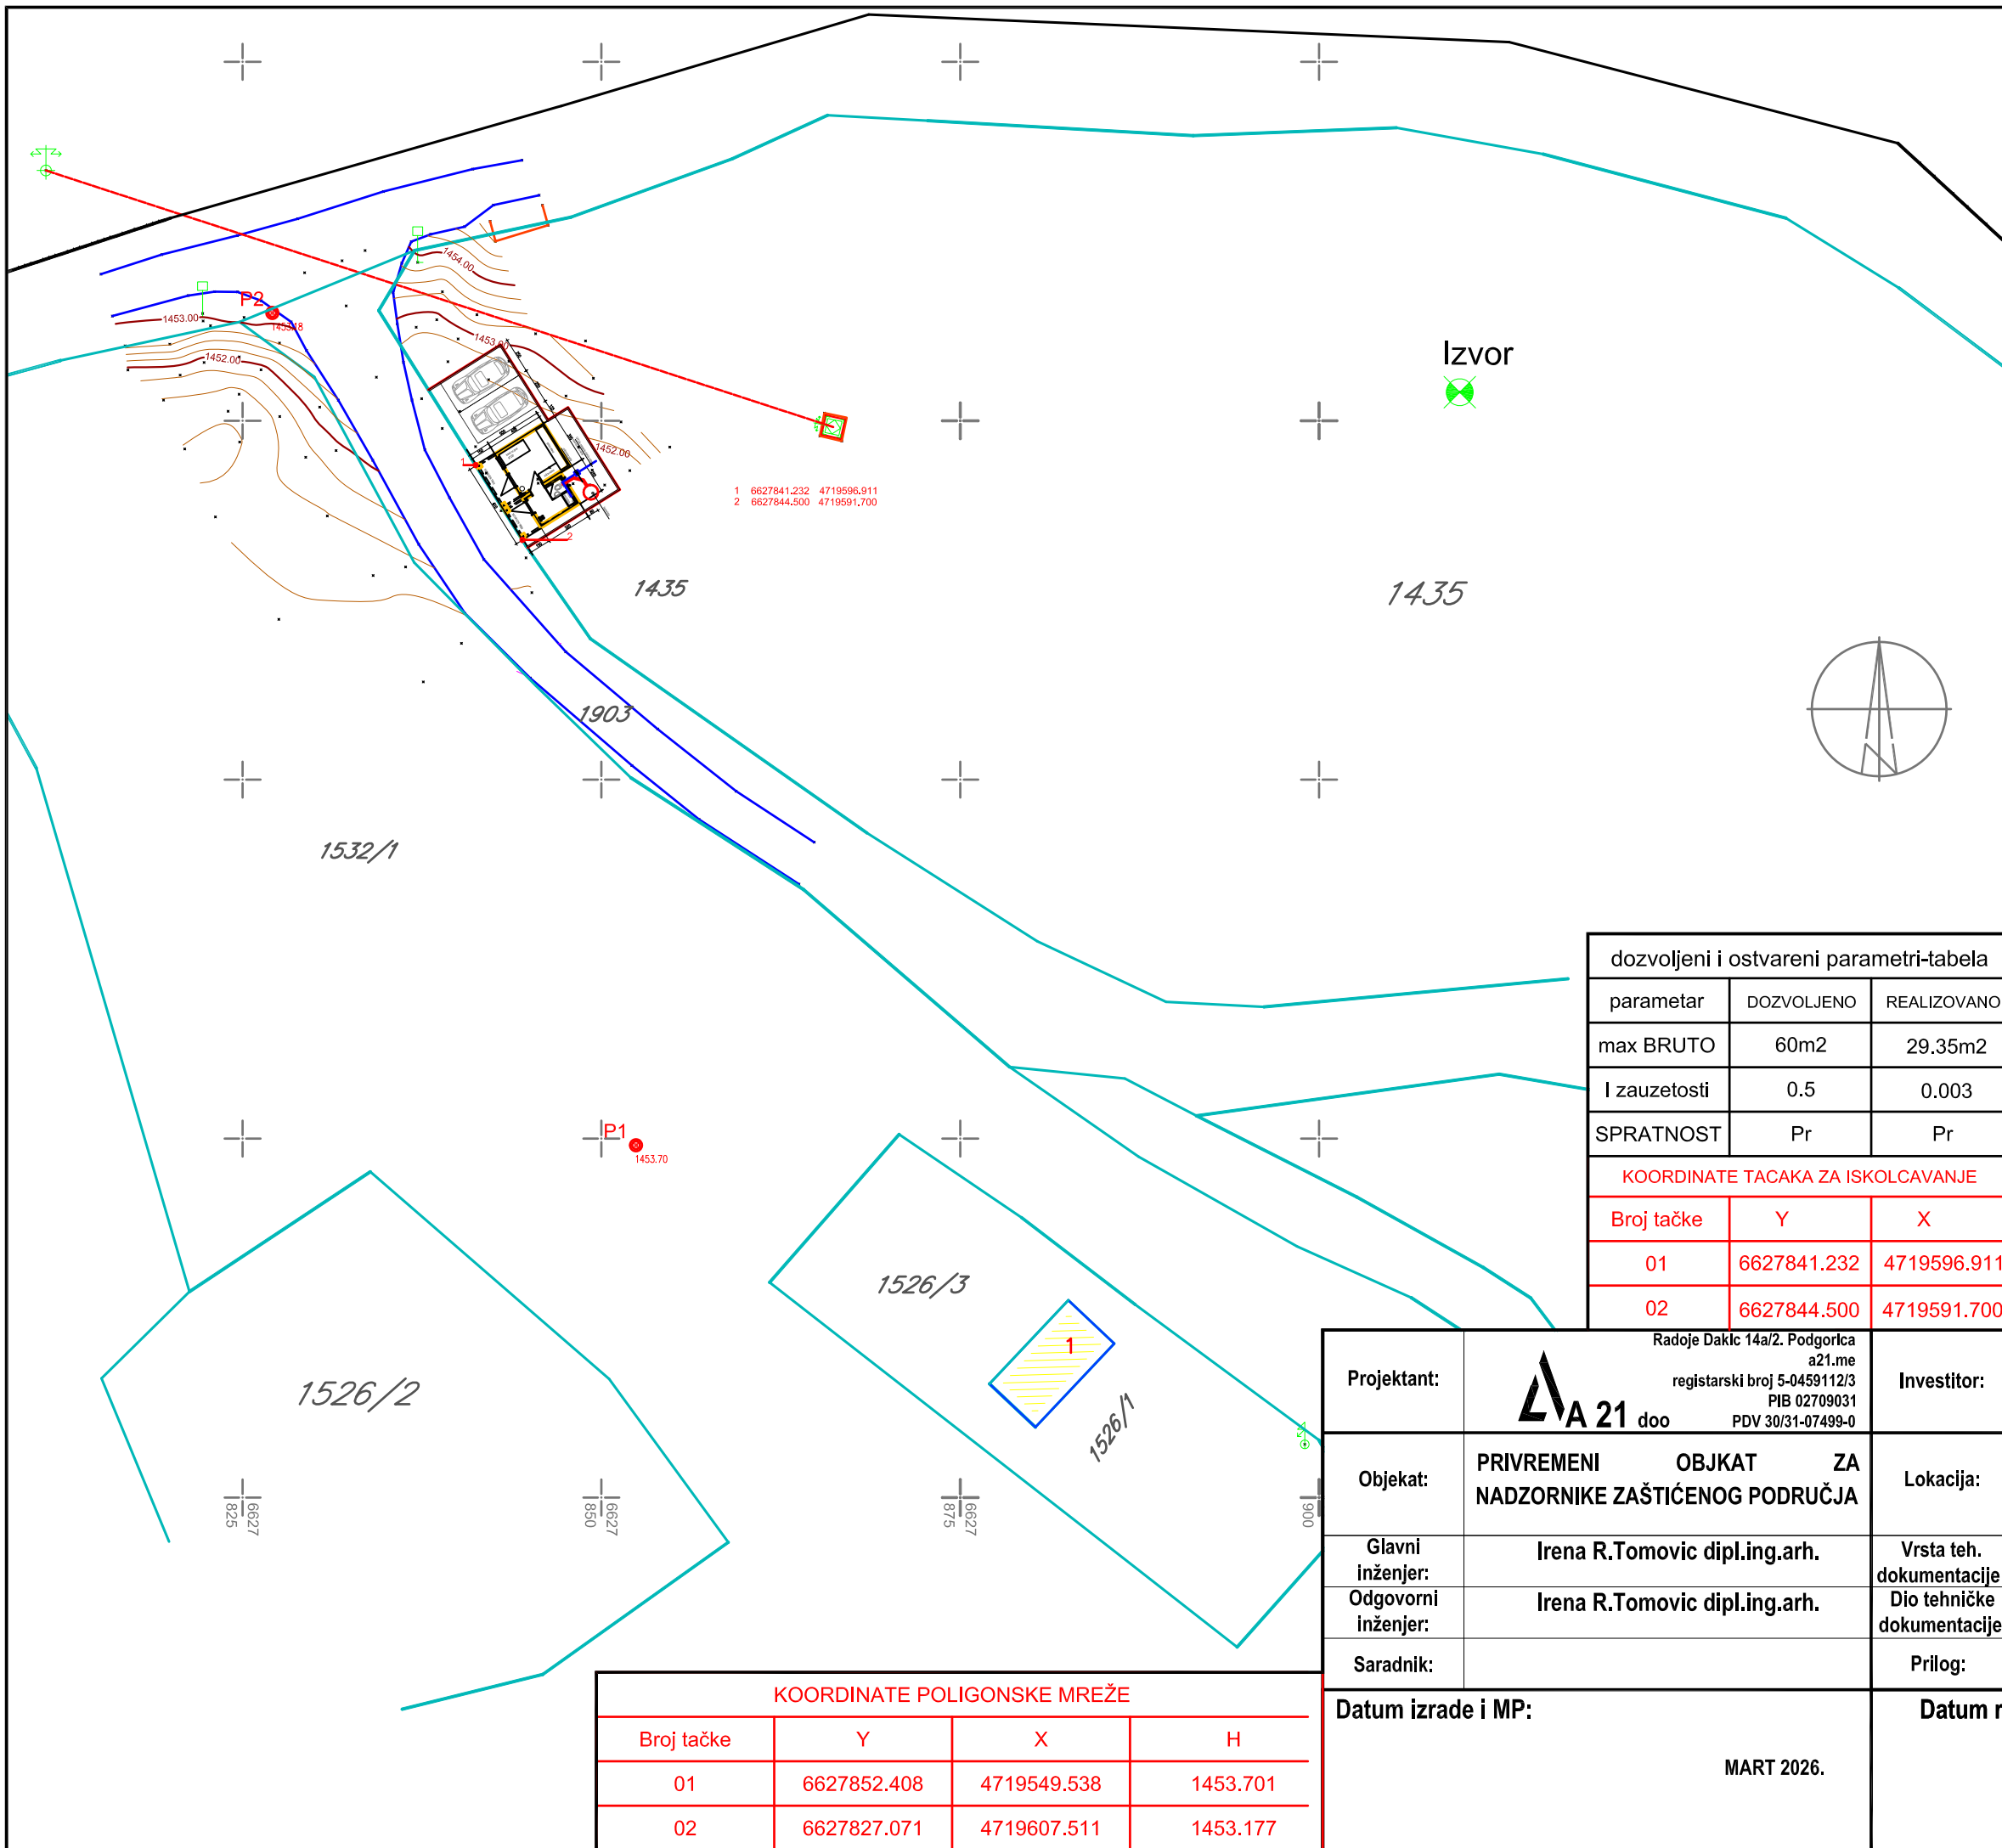 1454.00
P2
1453.18
1453.00
1452.00
1453.00
Izvor
1452.00
1
1 6627841.232 4719596.911
2 6627844.500 4719591.700
2
1435
1435
1903
N
1532/1
P1
1453.70
1526/3
1
1526/2
1526/1
6627
825
6627
850
6627
875
900
dozvoljeni i ostvareni parametri-tabela
parametar DOZVOLJENO REALIZOVANO
max BRUTO 60m2 29.35m2
I zauzetosti 0.5 0.003
SPRATNOST Pr Pr
KOORDINATE TACAKA ZA ISKOLCAVANJE
Broj tačke Y X
01 6627841.232 4719596.911
02 6627844.500 4719591.700
Projektant:
A 21 doo
Radoje Dakic 14a/2. Podgorica
a21.me
registarski broj 5-0459112/3
PIB 02709031
PDV 30/31-07499-0
Investitor:
Objekat:
PRIVREMENI OBJKAT ZA
NADZORNIKE ZAŠTIĆENOG PODRUČJA
Lokacija:
Glavni
inženjer:
Irena R.Tomovic dipl.ing.arh.
Vrsta teh.
dokumentacije
Odgovorni
inženjer:
Irena R.Tomovic dipl.ing.arh.
Dio tehničke
dokumentacije
Saradnik:
Prilog:
Datum izrade i MP:
MART 2026.
Datum r
KOORDINATE POLIGONSKE MREŽE
Broj tačke Y X H
01 6627852.408 4719549.538 1453.701
02 6627827.071 4719607.511 1453.177